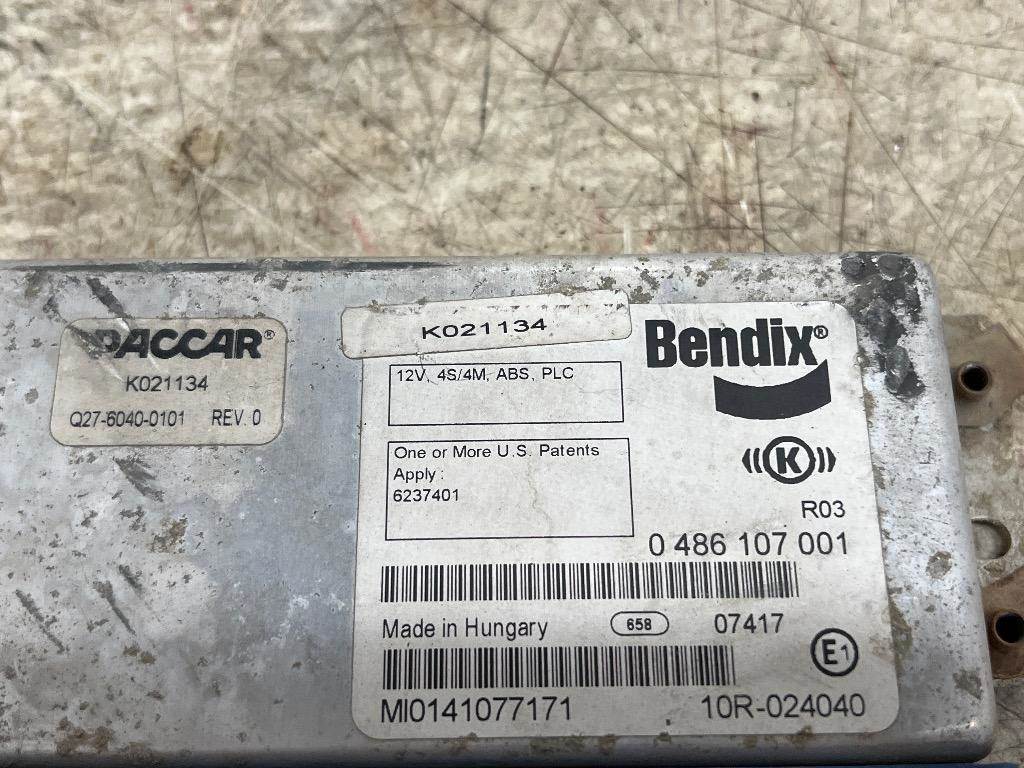 PACCAR®
K021134
Q27-6040-0101 REV. 0
K021134
Bendix®
12V, 4S/4M, ABS, PLC
One or More U.S. Patents
Apply :
6237401
K
R03
0 486 107 001
Made in Hungary 658 07417
E1
MI0141077171 10R-024040